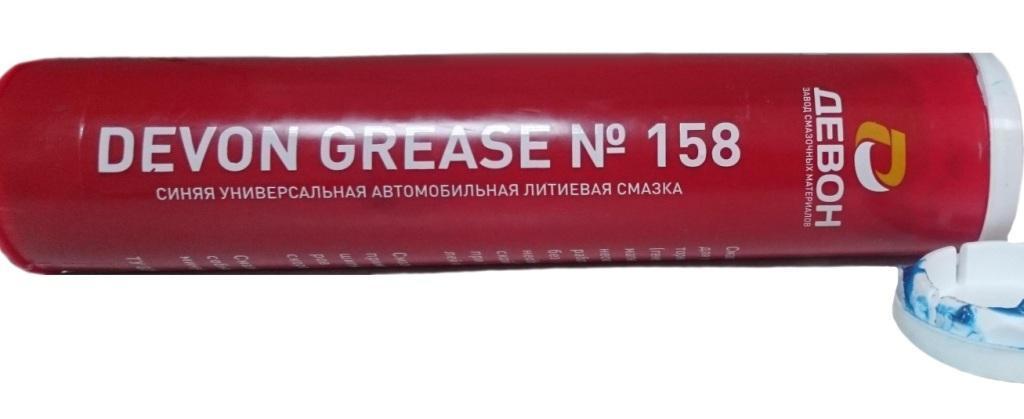 DEVON GREASE № 158
СИНЯЯ УНИВЕРСАЛЬНАЯ АВТОМОБИЛЬНАЯ ЛИТИЕВАЯ СМАЗКА
ДЕВОН
ЗАВОД СМАЗОЧНЫХ МАТЕРИАЛОВ